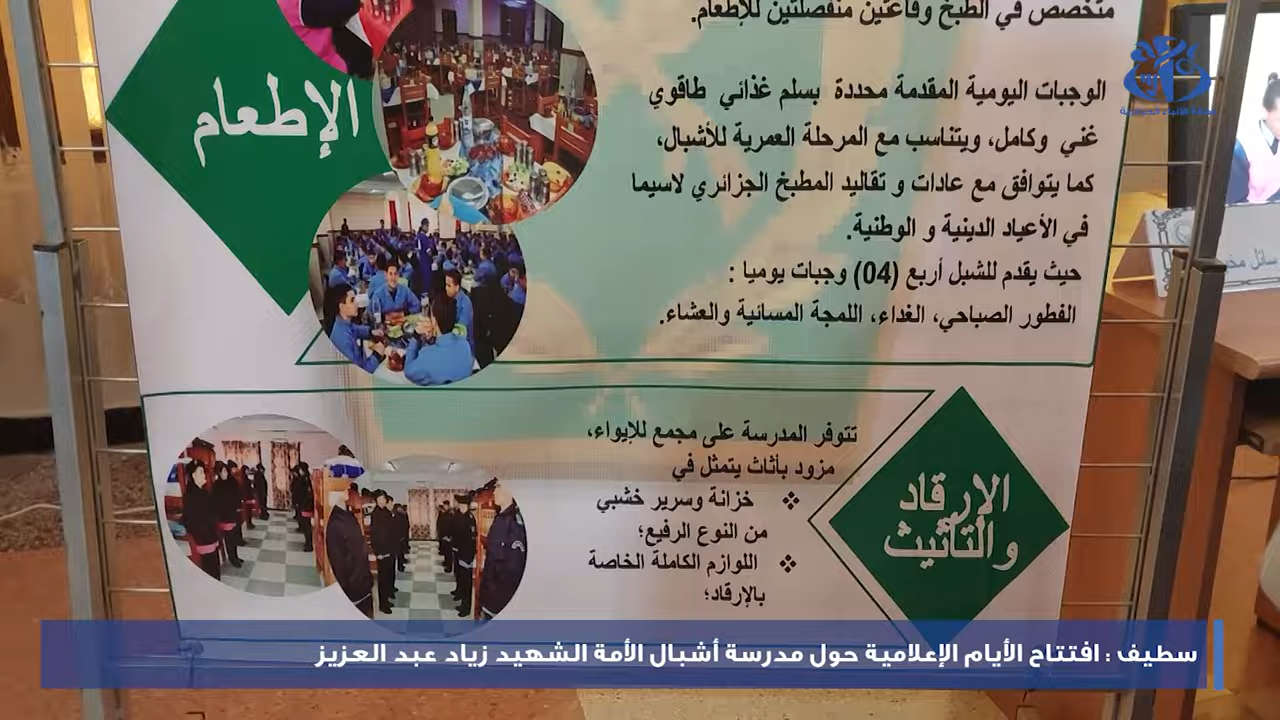 متخصص في الطبخ وقاعتين منفصلتين للإطعام.
الإطعام
الوجبات اليومية المقدمة محددة بسلم غذائي طاقوي
غني وكامل، ويتناسب مع المرحلة العمرية للأشبال،
كما يتوافق مع عادات و تقاليد المطبخ الجزائري لاسيما
في الأعياد الدينية و الوطنية.
حيث يقدم للشبل أربع (04) وجبات يوميا :
الفطور الصباحي، الغداء، اللمجة المسائية والعشاء.
تتوفر المدرسة على مجمع للإيواء،
مزود بأثاث يتمثل في
❖ خزانة وسرير خشبي
من النوع الرفيع؛
❖ اللوازم الكاملة الخاصة
بالإرقاد؛
الإرقاد
والتأثيث
سطيف : افتتاح الأيام الإعلامية حول مدرسة أشبال الأمة الشهيد زياد عبد العزيز